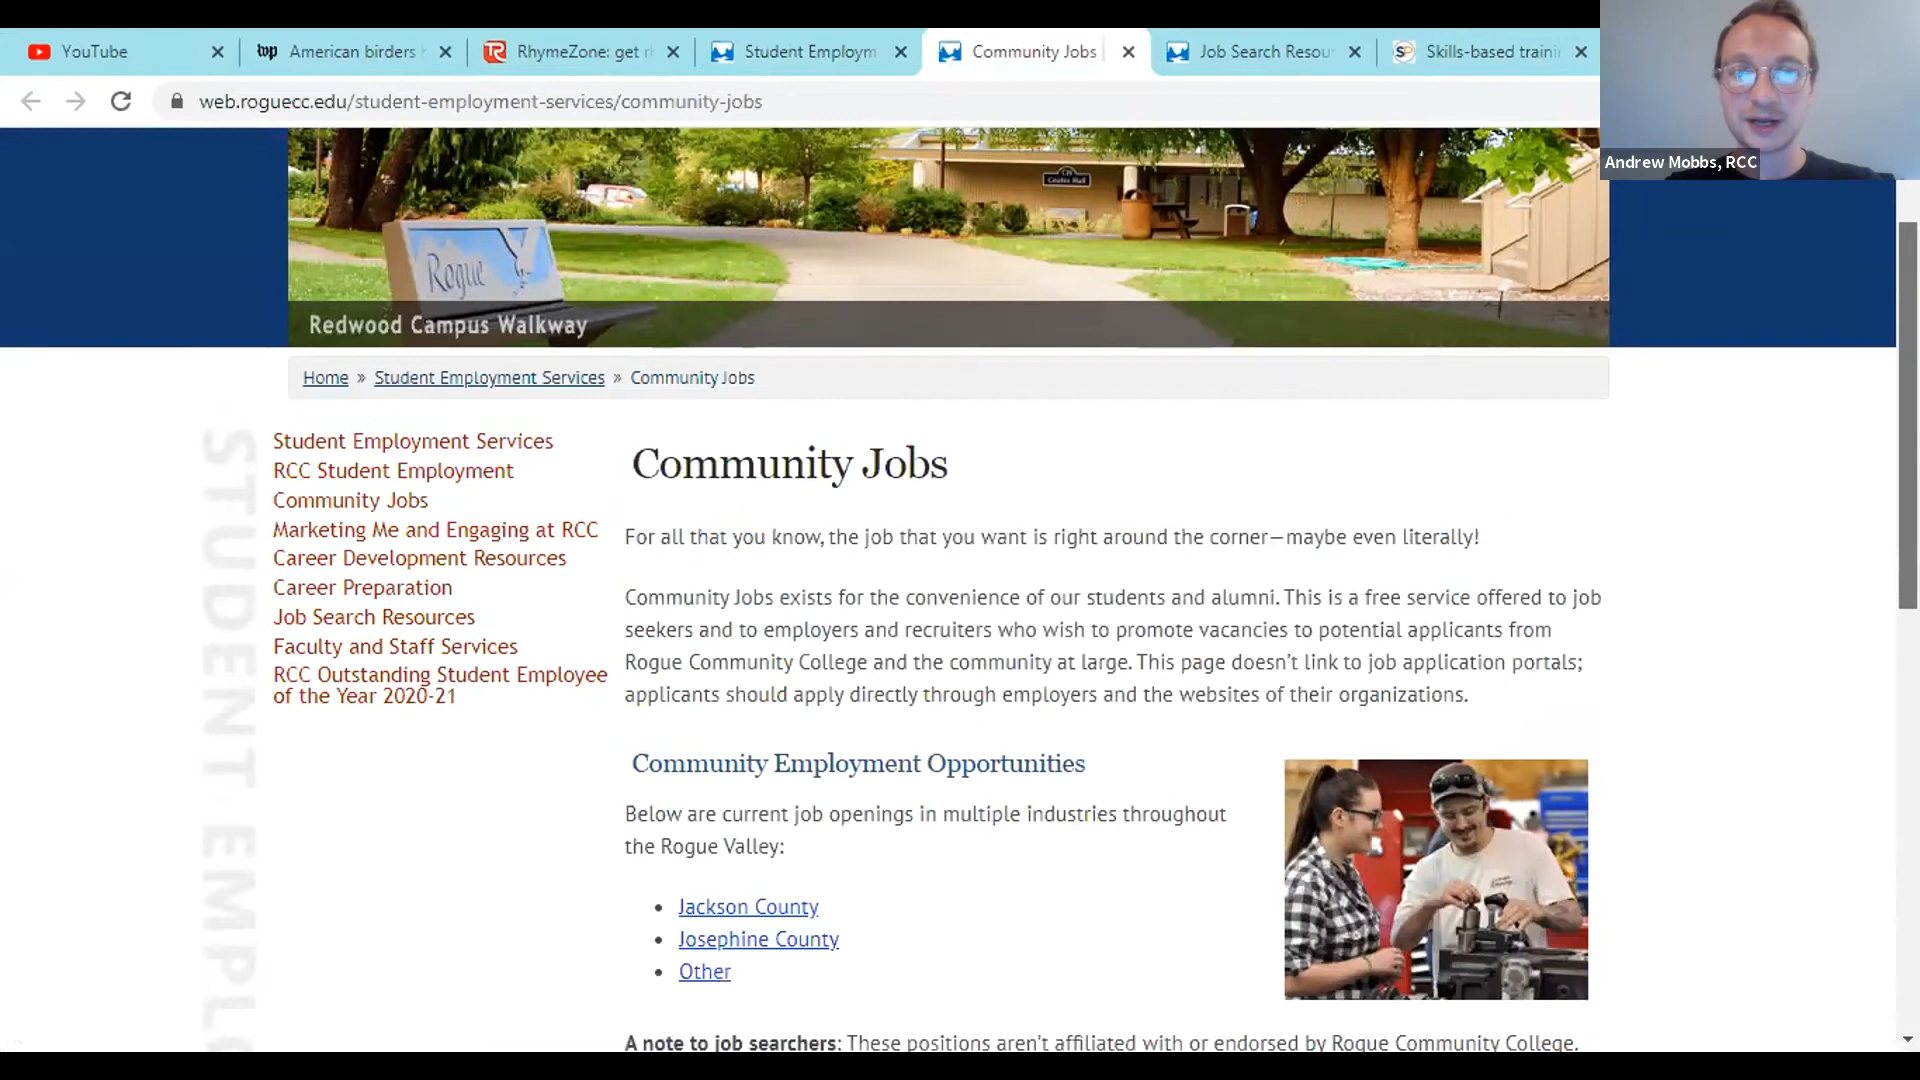 YouTube
American birders
RhymeZone: get r
Student Employm
Community Jobs
Job Search Resou
Skills-based traini
web.roguecc.edu/student-employment-services/community-jobs
Andrew Mobbs, RCC
Coates Hall
Rogue
Redwood Campus Walkway
Home » Student Employment Services » Community Jobs
STUDENT EMPLO
Student Employment Services
RCC Student Employment
Community Jobs
Marketing Me and Engaging at RCC
Career Development Resources
Career Preparation
Job Search Resources
Faculty and Staff Services
RCC Outstanding Student Employee
of the Year 2020-21
Community Jobs
For all that you know, the job that you want is right around the corner—maybe even literally!
Community Jobs exists for the convenience of our students and alumni. This is a free service offered to job
seekers and to employers and recruiters who wish to promote vacancies to potential applicants from
Rogue Community College and the community at large. This page doesn't link to job application portals;
applicants should apply directly through employers and the websites of their organizations.
Community Employment Opportunities
Below are current job openings in multiple industries throughout
the Rogue Valley:
• Jackson County
• Josephine County
• Other
A note to job searchers: These positions aren't affiliated with or endorsed by Rogue Community College.